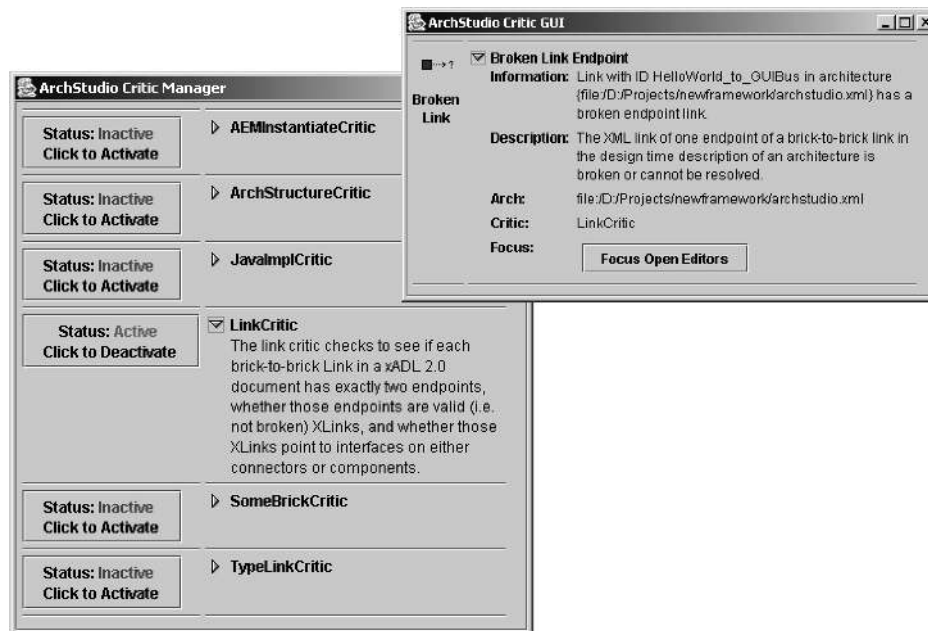 ArchStudio Critic Manager
Status: Inactive
Click to Activate
AEMInstantiateCritic
Status: Inactive
Click to Activate
ArchStructureCritic
Status: Inactive
Click to Activate
JavaImplCritic
Status: Active
Click to Deactivate
LinkCritic
The link critic checks to see if each
brick-to-brick Link in a xADL 2.0
document has exactly two endpoints,
whether those endpoints are valid (i.e.
not broken) XLinks, and whether those
XLinks point to interfaces on either
connectors or components.
Status: Inactive
Click to Activate
SomeBrickCritic
Status: Inactive
Click to Activate
TypeLinkCritic
ArchStudio Critic GUI
?
Broken
Link
Broken Link Endpoint
Information: Link with ID HelloWorld_to_GUIBus in architecture
{file:/D:/Projects/newframework/archstudio.xml} has a
broken endpoint link.
Description: The XML link of one endpoint of a brick-to-brick link in
the design time description of an architecture is
broken or cannot be resolved.
Arch: file:/D:/Projects/newframework/archstudio.xml
Critic: LinkCritic
Focus: Focus Open Editors